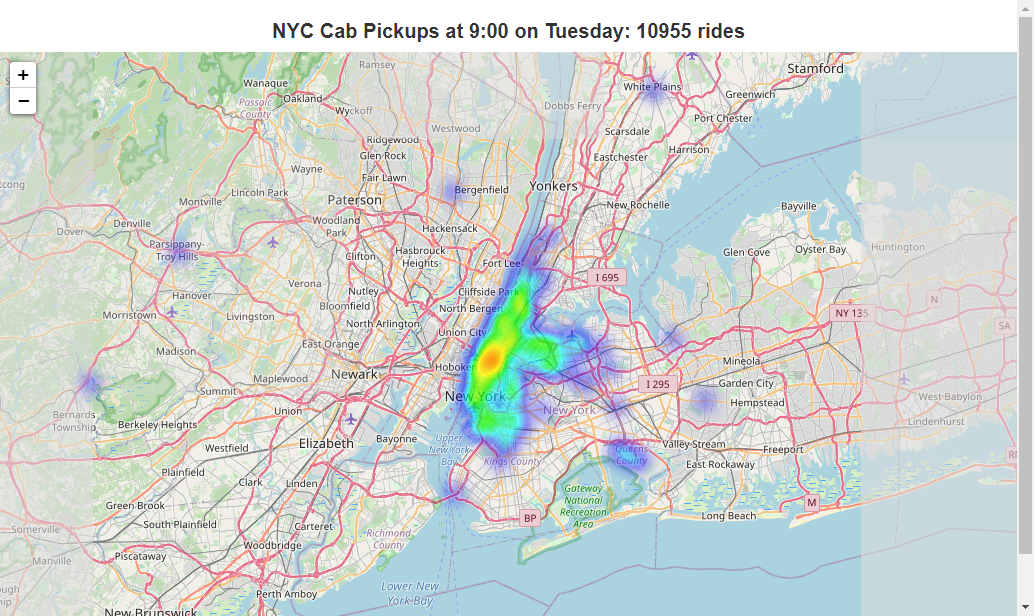 NYC Cab Pickups at 9:00 on Tuesday: 10955 rides
+
−
Ramsey
Stamford
Wanaque
White Plains
Oakland
Greenwich
Passaic
County
Wyckoff
Dobbs Ferry
Port Chester
Westwood
Scarsdale
Ridgewood
Harrison
Glen Rock
Eastchester
Wayne
Fair Lawn
Yonkers
Lincoln Park
Bergenfield
Paterson
Montville
New Rochelle
Bayville
Denville
Woodland
Park
Hackensack
Dover
Parsippany-
Troy Hills
Hasbrouck
Heights
Clifton
Glen Cove
Oyster Bay
Huntington
Fort Lee
I 695
Verona
Nutley
Cliffside Park
Hanover
Bloomfield
North Bergen
NY 135
N
Morristown
Livingston
North Arlington
Union City
SA
East Orange
Madison
Mineola
Newark
Hoboken
Maplewood
I 295
Garden City
Summit
New York
Hempstead
West Babylon
Bernards
Township
Union
New York
Lindenhurst
Berkeley Heights
Elizabeth
Bayonne
Upper
New York
Bay
Valley Stream
Freeport
Westfield
Queens
County
Kings County
East Rockaway
Plainfield
Clark
Linden
Gateway
National
Recreation
Area
Green Brook
M
BP
Long Beach
South Plainfield
Carteret
Richmond
County
Somerville
Woodbridge
Piscataway
Manville
Perth Amboy
Lower New
York Bay
New Brunswick